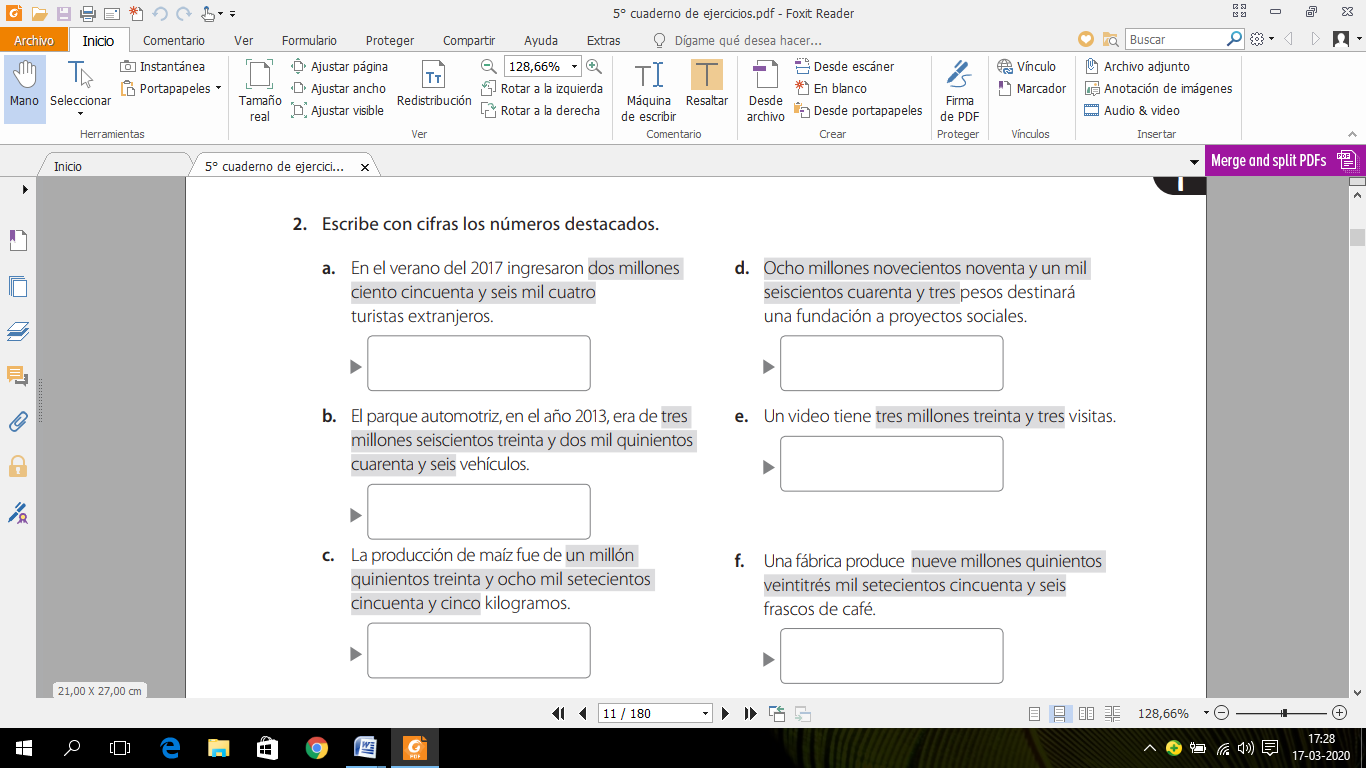 5° cuaderno de ejercicios.pdf - Foxit Reader
Archivo Inicio Comentario Ver Formulario Proteger Compartir Ayuda Extras Dígame qué desea hacer... Buscar
Mano
Seleccionar
Instantánea
Portapapeles
Herramientas
Tamaño real
Ajustar página
Ajustar ancho
Ajustar visible
Redistribución
128,66%
Rotar a la izquierda
Rotar a la derecha
Ver
Máquina de escribir
Resaltar
Comentario
Desde archivo
Desde escáner
En blanco
Desde portapapeles
Crear
Firma de PDF
Proteger
Vínculo
Marcador
Vínculos
Archivo adjunto
Anotación de imágenes
Audio & video
Insertar
Inicio
5° cuaderno de ejercici...
Merge and split PDFs
2. Escribe con cifras los números destacados.
a. En el verano del 2017 ingresaron dos millones
ciento cincuenta y seis mil cuatro
turistas extranjeros.
b. El parque automotriz, en el año 2013, era de tres
millones seiscientos treinta y dos mil quinientos
cuarenta y seis vehículos.
c. La producción de maíz fue de un millón
quinientos treinta y ocho mil setecientos
cincuenta y cinco kilogramos.
d. Ocho millones novecientos noventa y un mil
seiscientos cuarenta y tres pesos destinará
una fundación a proyectos sociales.
e. Un video tiene tres millones treinta y tres visitas.
f. Una fábrica produce nueve millones quinientos
veintitrés mil setecientos cincuenta y seis
frascos de café.
21,00 X 27,00 cm
11 / 180
128,66%
17:28
17-03-2020